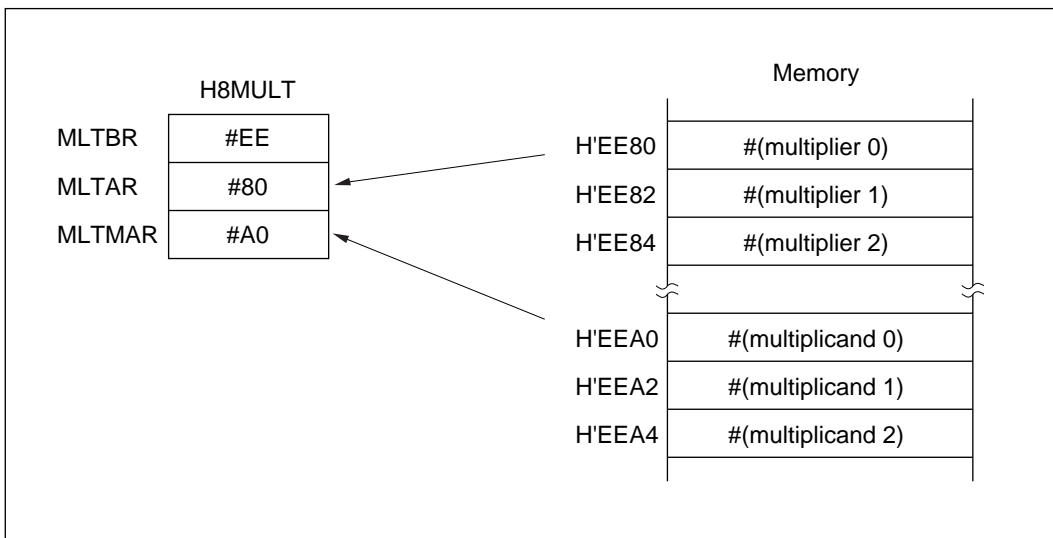 H8MULT
MLTBR #EE
MLTAR #80
MLTMAR #A0
Memory
H'EE80 #(multiplier 0)
H'EE82 #(multiplier 1)
H'EE84 #(multiplier 2)
H'EEA0 #(multiplicand 0)
H'EEA2 #(multiplicand 1)
H'EEA4 #(multiplicand 2)